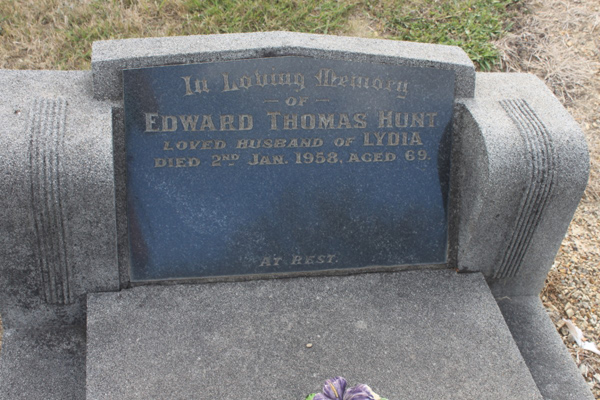 In Loving Memory
— OF —
EDWARD THOMAS HUNT
LOVED HUSBAND OF LYDIA
DIED 2ND JAN. 1958, AGED 69.
AT REST.